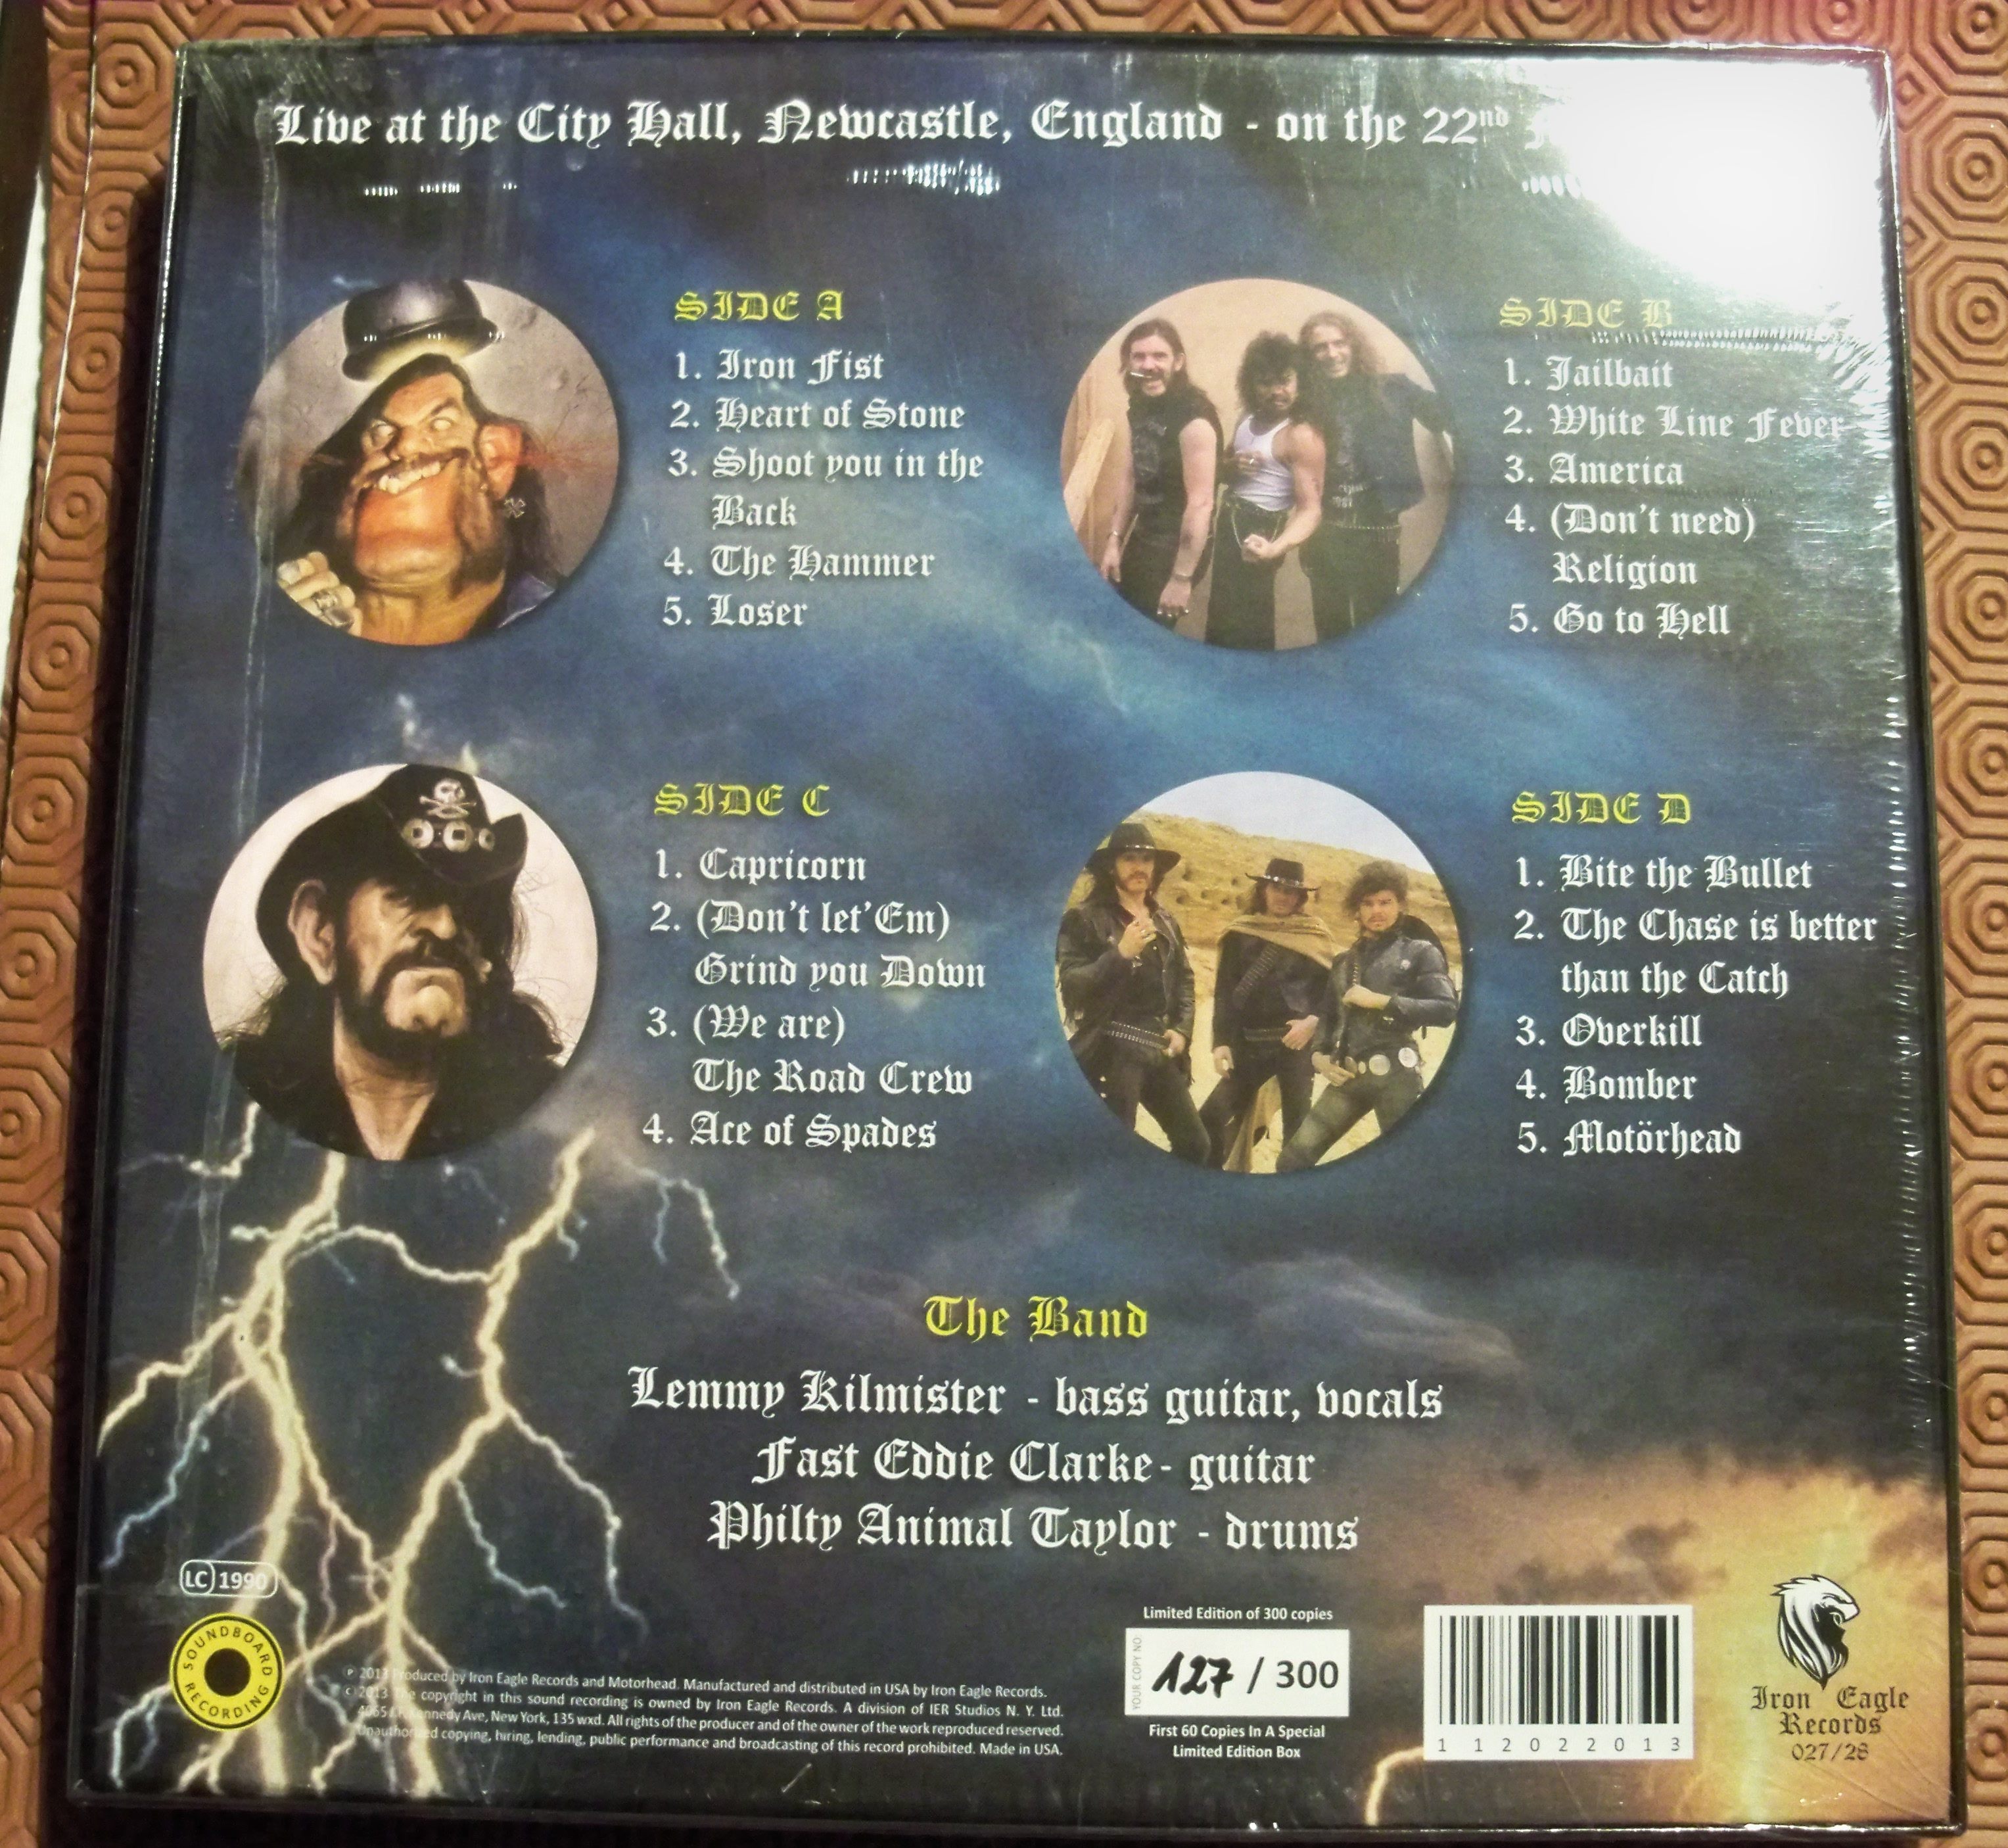 Live at the City Hall, Newcastle, England - on the 22nd
SIDE A
1. Iron Fist
2. Heart of Stone
3. Shoot you in the
Back
4. The Hammer
5. Loser
SIDE B
1. Jailbait
2. White Line Fever
3. America
4. (Don't need)
Religion
5. Go to Hell
SIDE C
1. Capricorn
2. (Don't let'Em)
Grind you Down
3. (We are)
The Road Crew
4. Ace of Spades
SIDE D
1. Bite the Bullet
2. The Chase is better
than the Catch
3. Overkill
4. Bomber
5. Motörhead
The Band
Lemmy Kilmister - bass guitar, vocals
Fast Eddie Clarke- guitar
Philty Animal Taylor - drums
LC 1990
SOUNDBOARD RECORDING
℗ 2013 Produced by Iron Eagle Records and Motorhead. Manufactured and distributed in USA by Iron Eagle Records.
© 2013 The copyright in this sound recording is owned by Iron Eagle Records. A division of IER Studios N. Y. Ltd.
Kennedy Ave, New York, 135 wxd. All rights of the producer and of the owner of the work reproduced reserved.
Unauthorized copying, hiring, lending, public performance and broadcasting of this record prohibited. Made in USA.
Limited Edition of 300 copies
YOUR COPY NO:
127 / 300
First 60 Copies In A Special
Limited Edition Box
1 1 2 0 2 2 0 1 3
Iron Eagle
Records
027/28